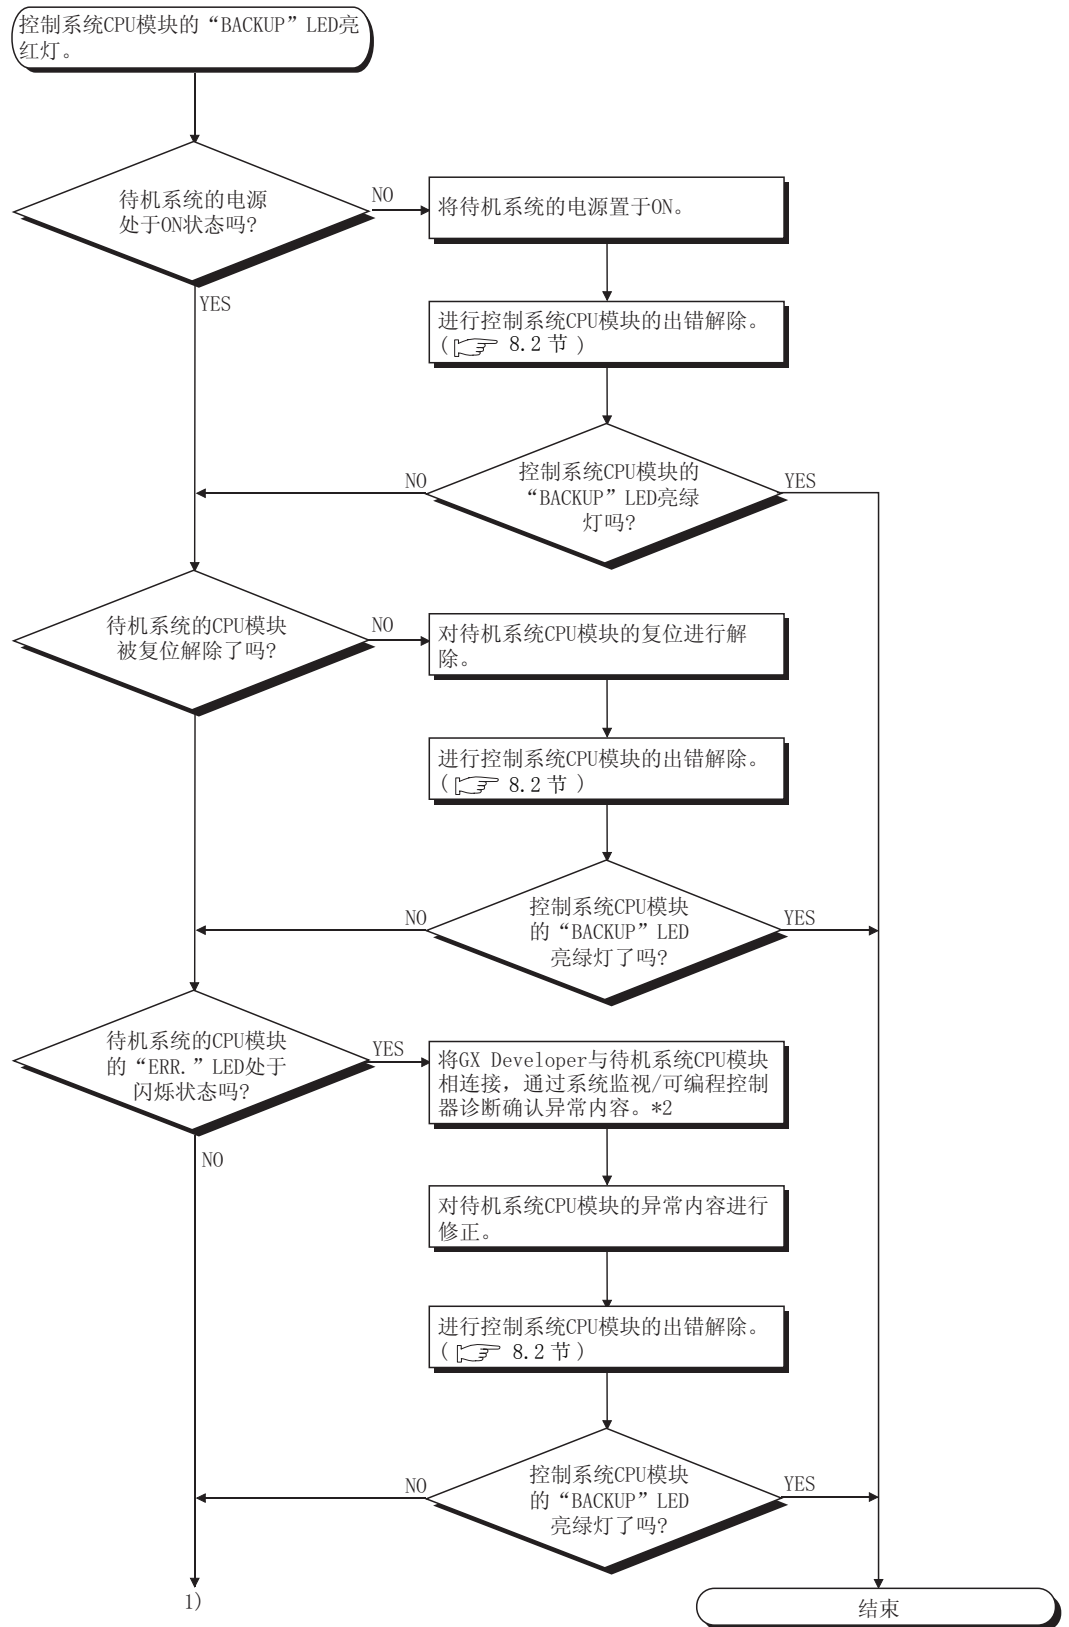 控制系统CPU模块的“BACKUP”LED亮
红灯。
待机系统的电源
处于ON状态吗?
NO
将待机系统的电源置于ON。
YES
进行控制系统CPU模块的出错解除。
( 8.2 节 )
控制系统CPU模块的
“BACKUP”LED亮绿
灯吗?
NO
YES
待机系统的CPU模块
被复位解除了吗?
NO
对待机系统CPU模块的复位进行解
除。
进行控制系统CPU模块的出错解除。
( 8.2 节 )
控制系统CPU模块
的“BACKUP”LED
亮绿灯了吗?
NO
YES
待机系统的CPU模块
的“ERR.”LED处于
闪烁状态吗?
YES
将GX Developer与待机系统CPU模块
相连接，通过系统监视/可编程控制
器诊断确认异常内容。*2
NO
对待机系统CPU模块的异常内容进行
修正。
进行控制系统CPU模块的出错解除。
( 8.2 节 )
控制系统CPU模块
的“BACKUP”LED
亮绿灯了吗?
NO
YES
1)
结束